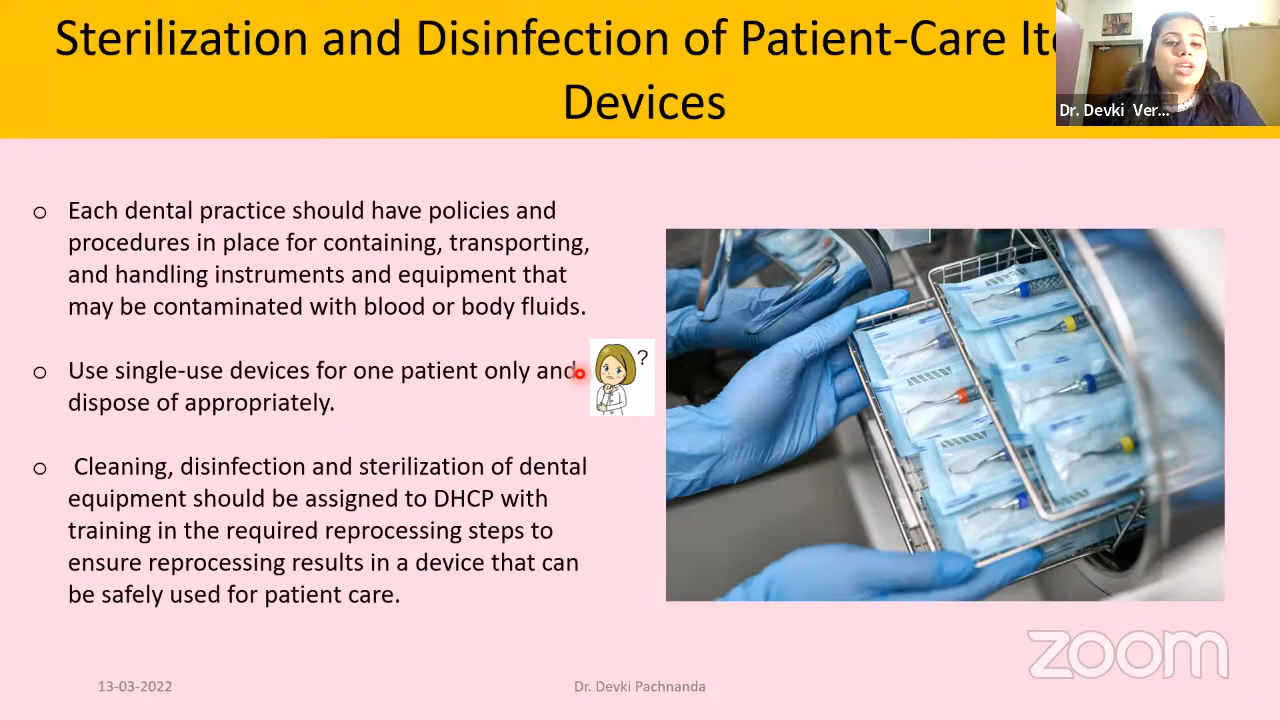 Sterilization and Disinfection of Patient-Care
Devices
Dr. Devki Ver...
o Each dental practice should have policies and
procedures in place for containing, transporting,
and handling instruments and equipment that
may be contaminated with blood or body fluids.
o Use single-use devices for one patient only and
dispose of appropriately.
?
o Cleaning, disinfection and sterilization of dental
equipment should be assigned to DHCP with
training in the required reprocessing steps to
ensure reprocessing results in a device that can
be safely used for patient care.
zoom
13-03-2022
Dr. Devki Pachnanda